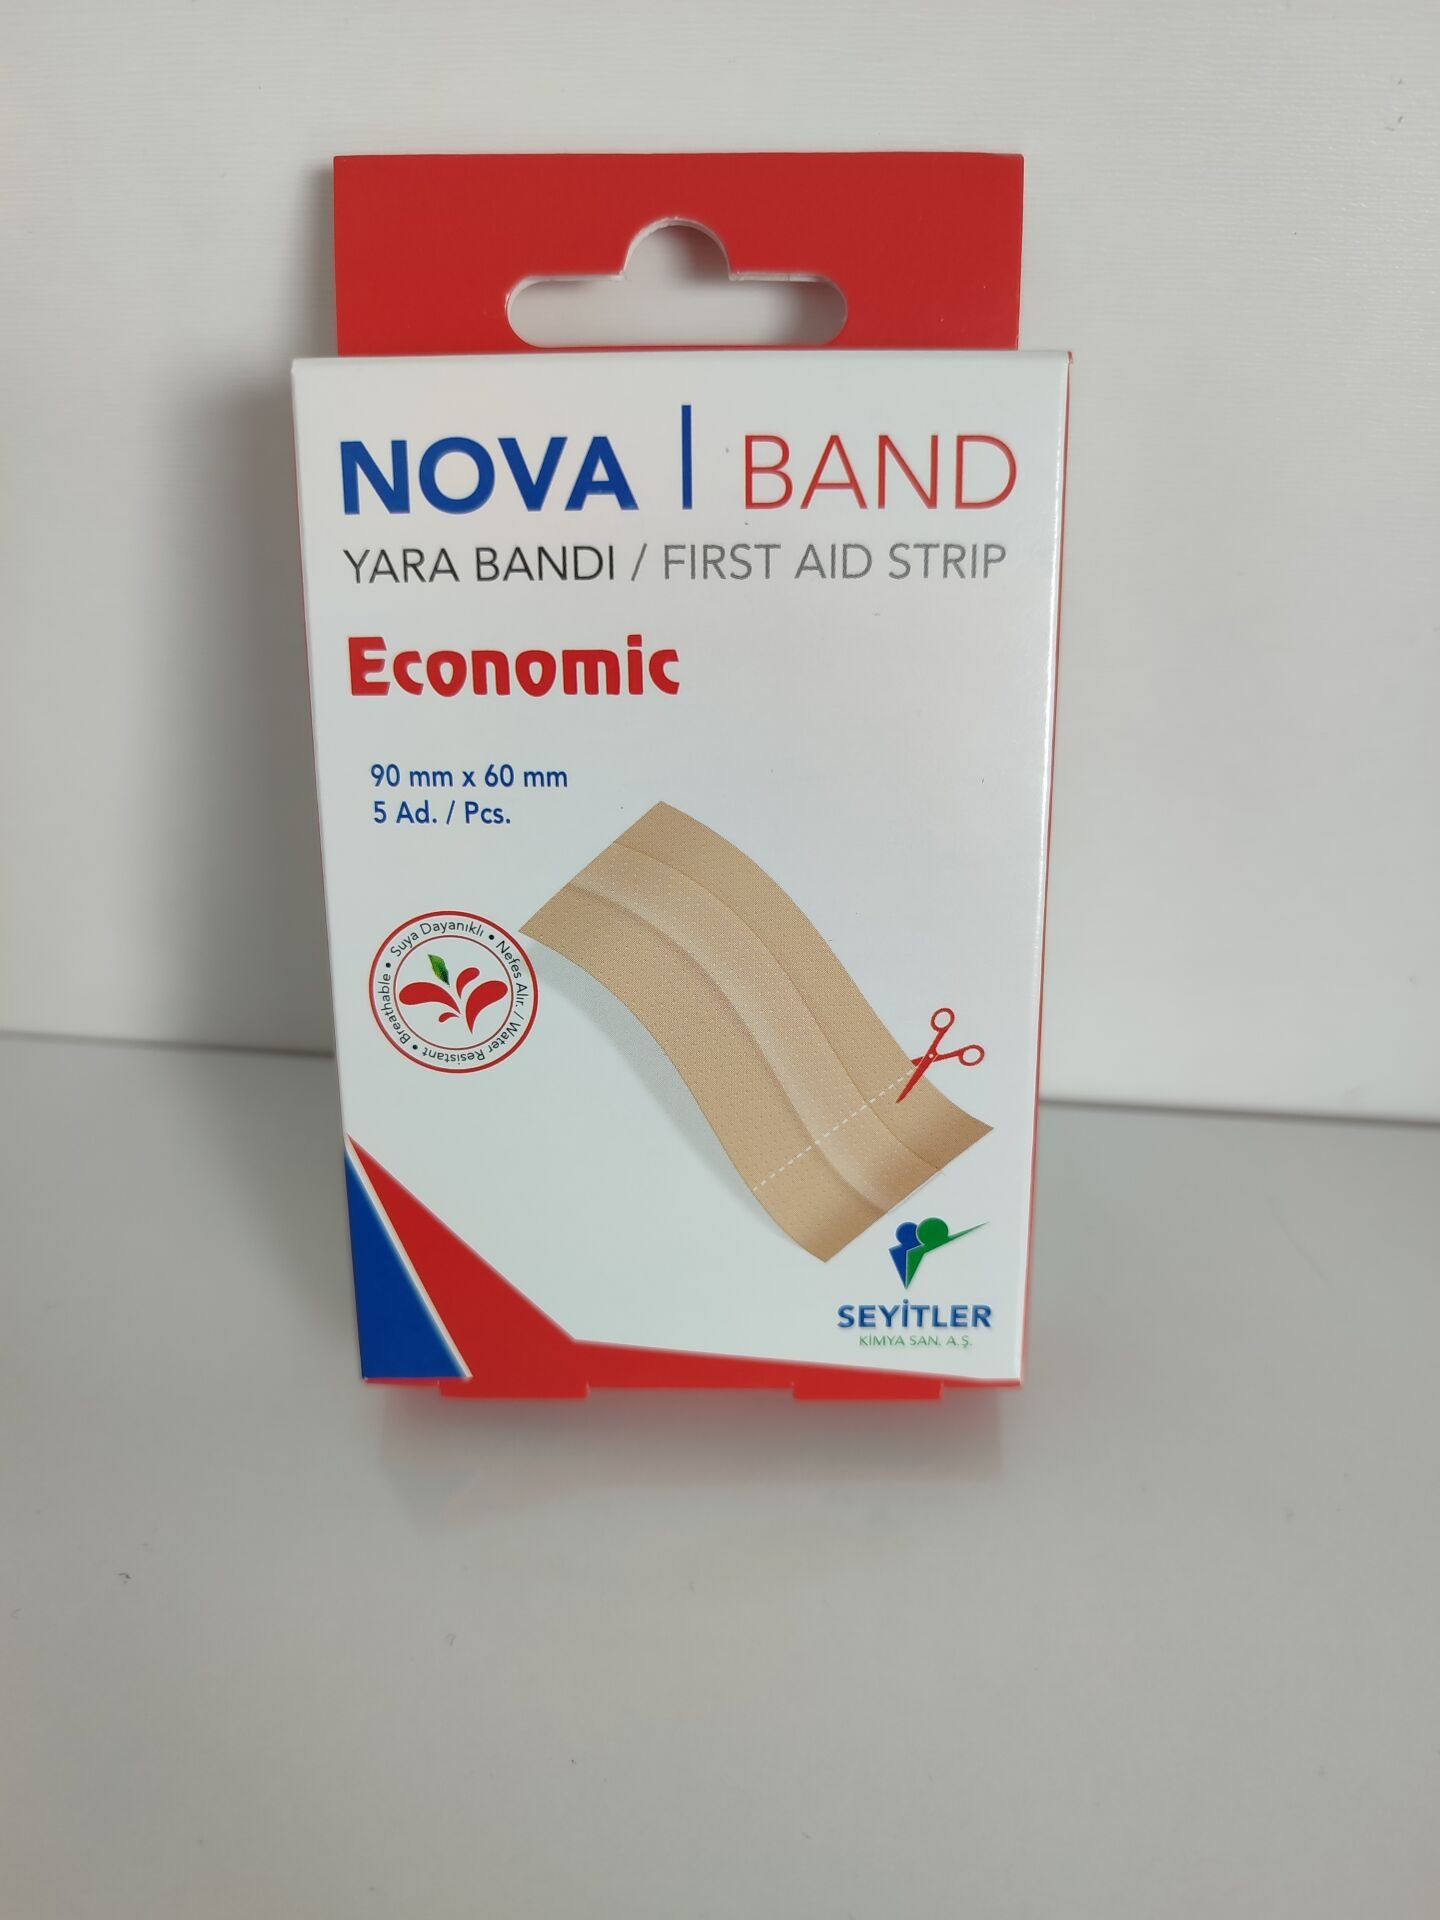 NOVA | BAND
YARA BANDI / FIRST AID STRIP
Economic
90 mm x 60 mm
5 Ad. / Pcs.
• Suya Dayanıklı • Nefes Alır. / Water Resistant • Breathable
SEYİTLER
KİMYA SAN. A.Ş.